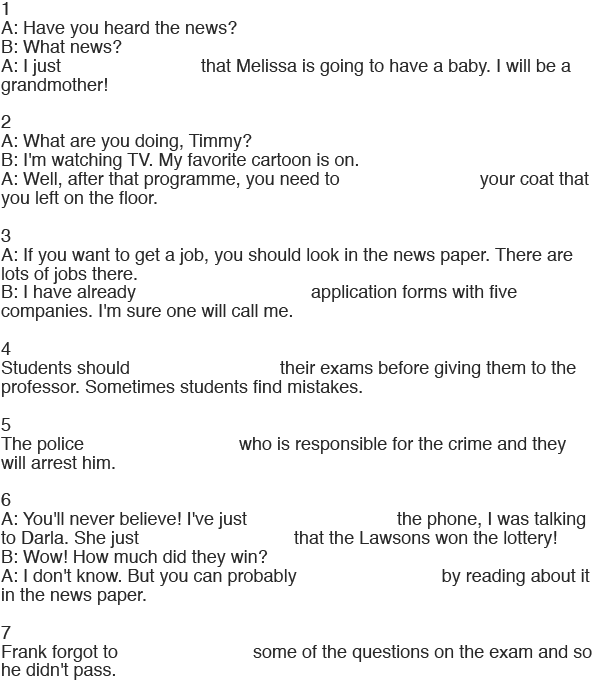 1
A: Have you heard the news?
B: What news?
A: I just that Melissa is going to have a baby. I will be a
grandmother!
2
A: What are you doing, Timmy?
B: I'm watching TV. My favorite cartoon is on.
A: Well, after that programme, you need to your coat that
you left on the floor.
3
A: If you want to get a job, you should look in the news paper. There are
lots of jobs there.
B: I have already application forms with five
companies. I'm sure one will call me.
4
Students should their exams before giving them to the
professor. Sometimes students find mistakes.
5
The police who is responsible for the crime and they
will arrest him.
6
A: You'll never believe! I've just the phone, I was talking
to Darla. She just that the Lawsons won the lottery!
B: Wow! How much did they win?
A: I don't know. But you can probably by reading about it
in the news paper.
7
Frank forgot to some of the questions on the exam and so
he didn't pass.